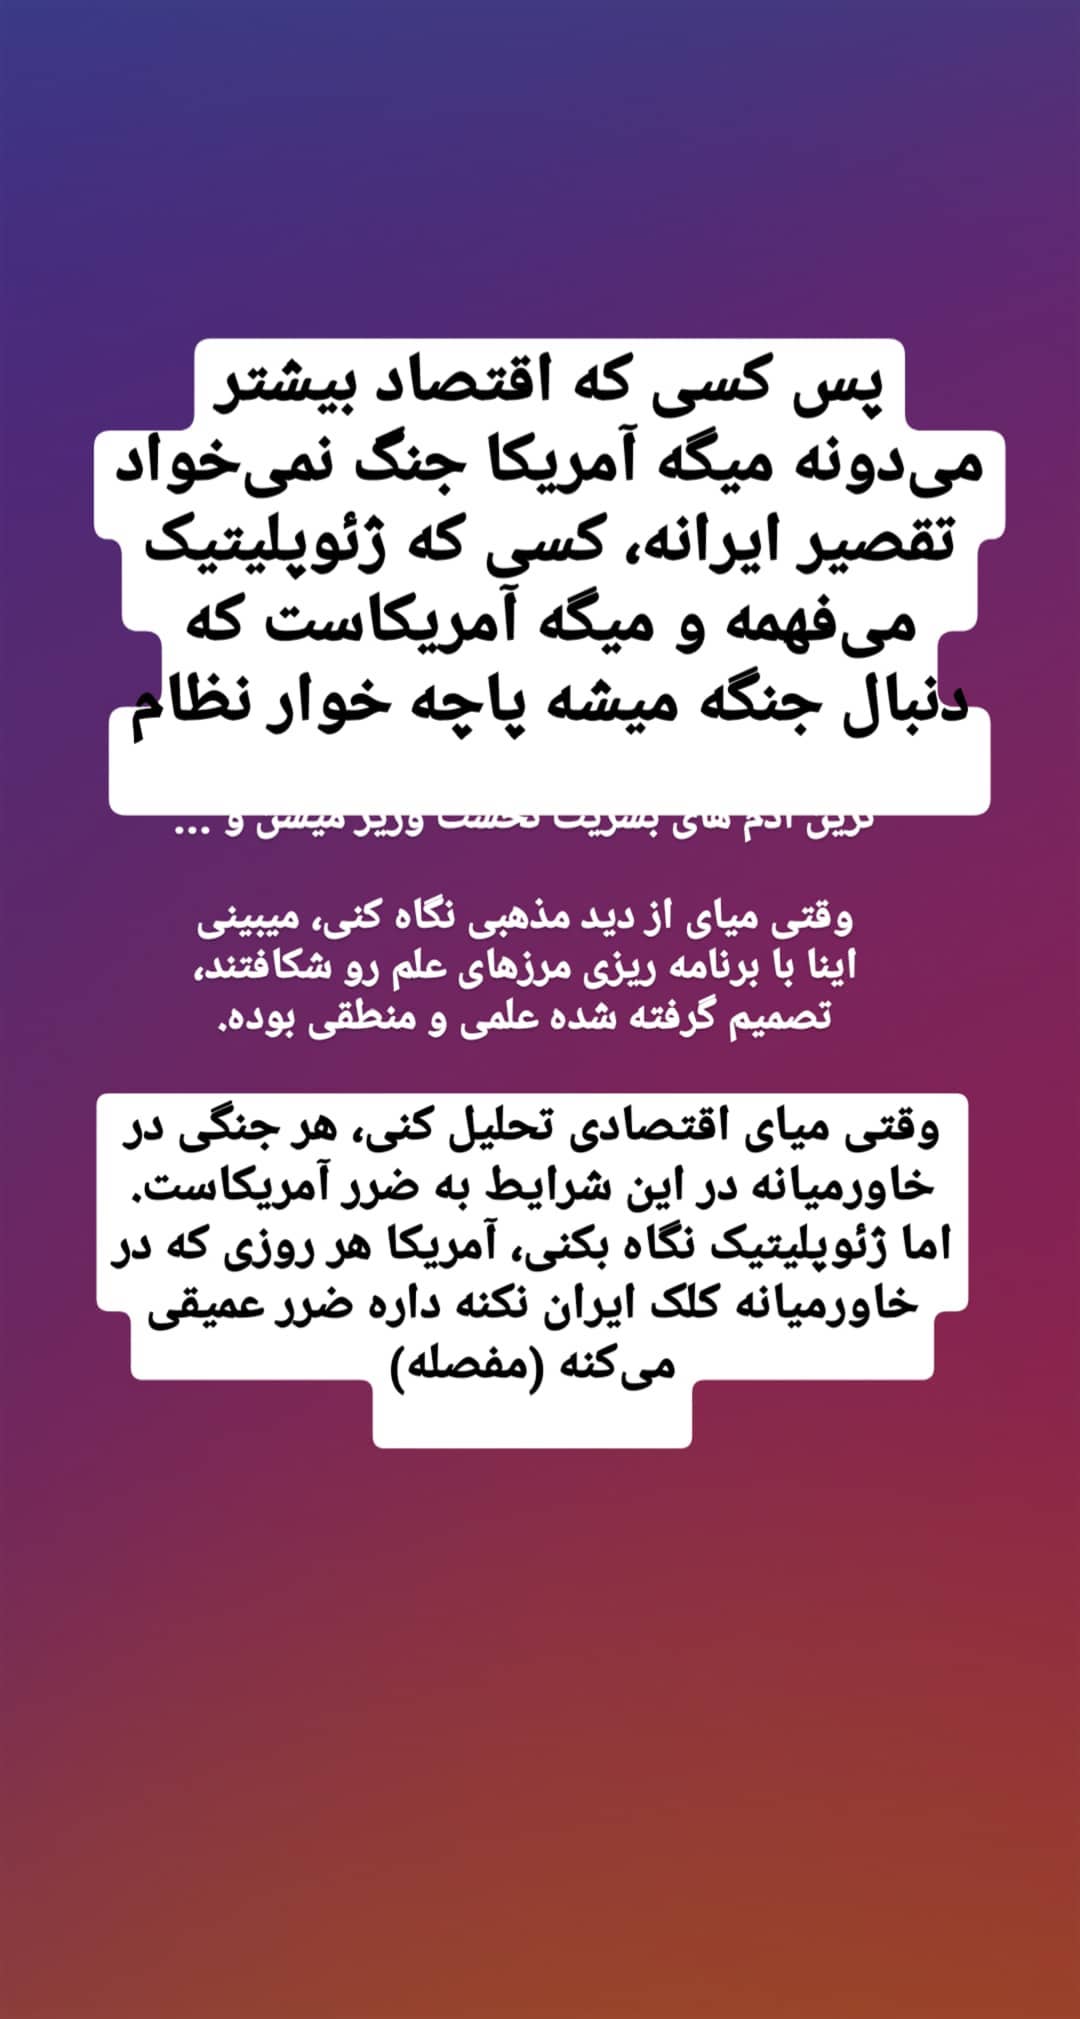 پس کسی که اقتصاد بیشتر
می‌دونه میگه آمریکا جنگ نمی‌خواد
تقصیر ایرانه، کسی که ژئوپلیتیک
می‌فهمه و میگه آمریکاست که
دنبال جنگه میشه پاچه خوار نظام
وزیر میشن و ...
وقتی میای از دید مذهبی نگاه کنی، میبینی
اینا با برنامه ریزی مرزهای علم رو شکافتند،
تصمیم گرفته شده علمی و منطقی بوده.
وقتی میای اقتصادی تحلیل کنی، هر جنگی در
خاورمیانه در این شرایط به ضرر آمریکاست.
اما ژئوپلیتیک نگاه بکنی، آمریکا هر روزی که در
خاورمیانه کلک ایران نکنه داره ضرر عمیقی
می‌کنه (مفصله)